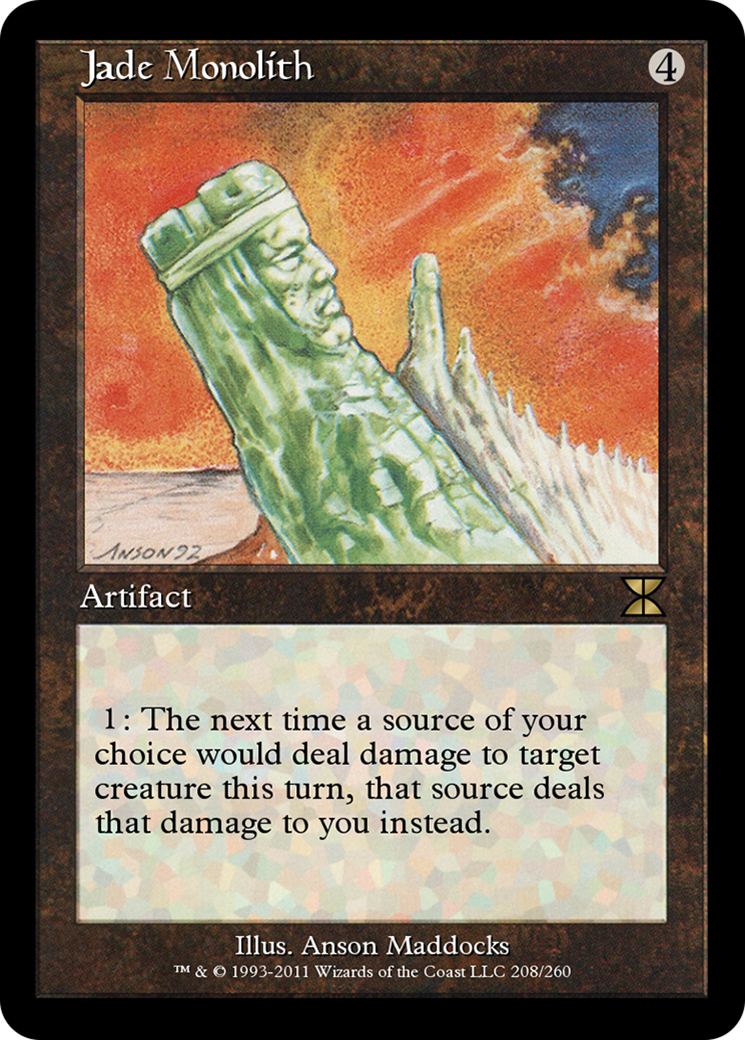 Jade Monolith
4
ANSON 92
Artifact
1: The next time a source of your
choice would deal damage to target
creature this turn, that source deals
that damage to you instead.
Illus. Anson Maddocks
™ & © 1993-2011 Wizards of the Coast LLC 208/260